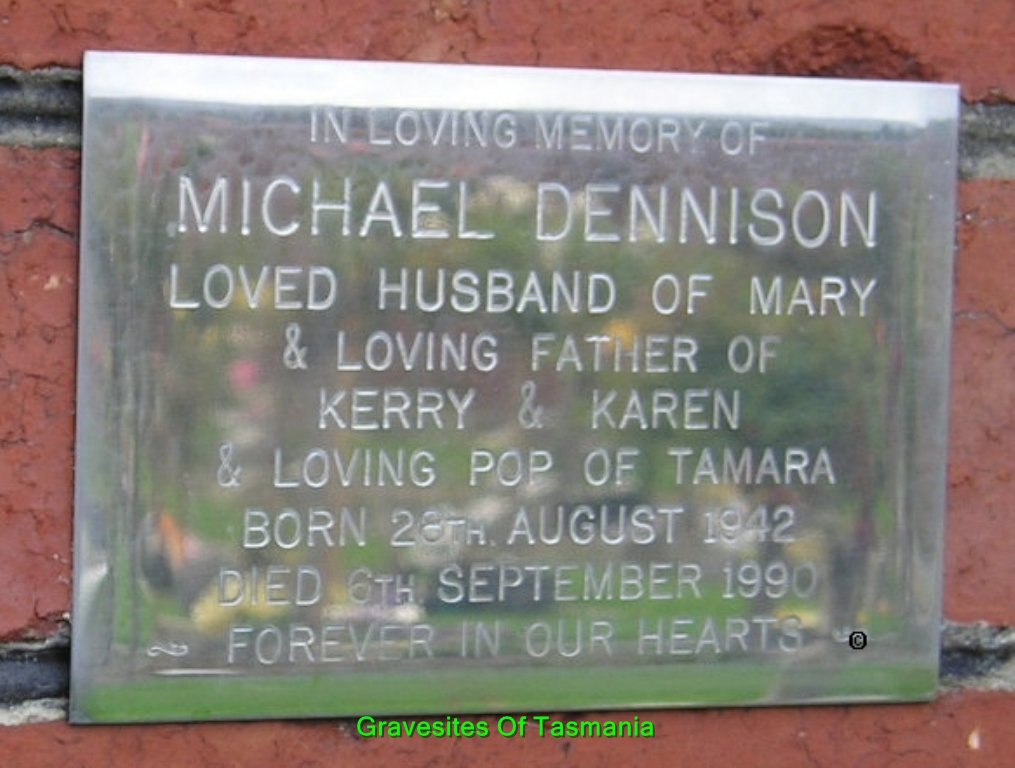 IN LOVING MEMORY OF
MICHAEL DENNISON
LOVED HUSBAND OF MARY
& LOVING FATHER OF
KERRY & KAREN
& LOVING POP OF TAMARA
BORN 28TH. AUGUST 1942
DIED 6TH. SEPTEMBER 1990
FOREVER IN OUR HEARTS
©
Gravesites Of Tasmania